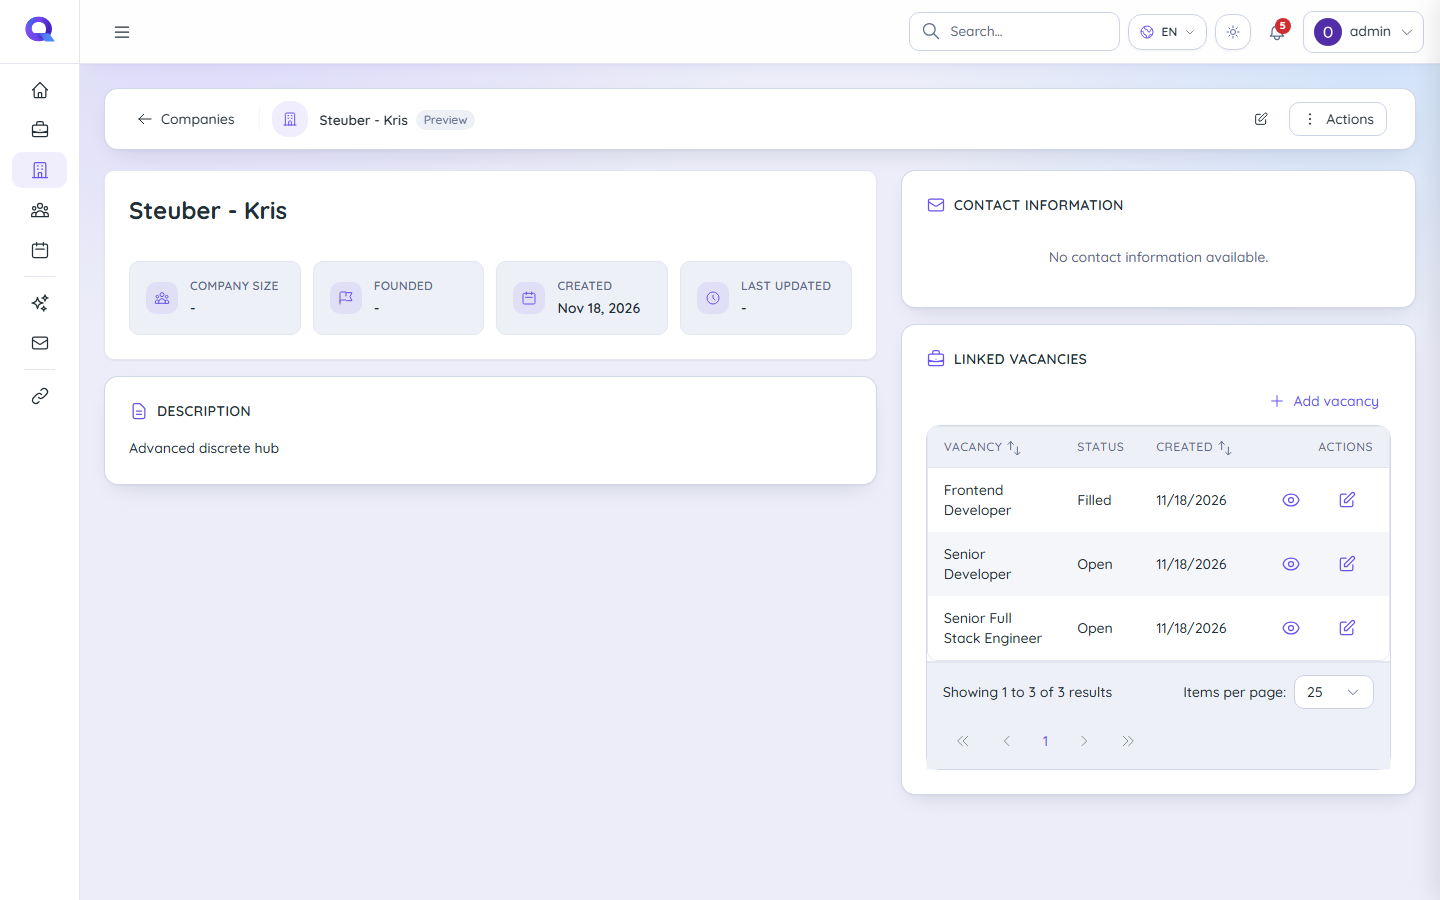 Search...
EN
5
O
admin
Companies
Steuber - Kris
Preview
Actions
Steuber - Kris
COMPANY SIZE
-
FOUNDED
-
CREATED
Nov 18, 2026
LAST UPDATED
-
DESCRIPTION
Advanced discrete hub
CONTACT INFORMATION
No contact information available.
LINKED VACANCIES
Add vacancy
VACANCY STATUS CREATED ACTIONS
Frontend
Developer
Filled 11/18/2026
Senior
Developer
Open 11/18/2026
Senior Full
Stack Engineer
Open 11/18/2026
Showing 1 to 3 of 3 results
Items per page: 25
1